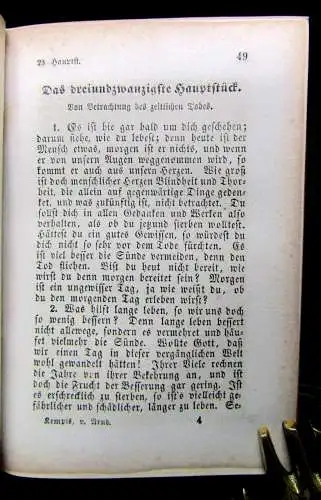 23. Hauptst.
49
Das dreiundzwanzigste Hauptstück.
Von Betrachtung des zeitlichen Todes.
1. Es ist hie gar bald um dich geschehen;
darum siehe, wie du lebest; denn heute ist der
Mensch etwas, morgen ist er nichts, und wenn
er von unsern Augen weggenommen wird, so
kommt er auch aus unserm Herzen. Wie groß
ist doch menschlicher Herzen Blindheit und Thor-
heit, die allein auf gegenwärtige Dinge geden-
ket, und was zukünftig ist, nicht betrachtet. Du
sollst dich in allen Gedanken und Werken also
verhalten, als ob du jezund sterben wolltest.
Hättest du ein gutes Gewissen, so würdest du
dich nicht so sehr vor dem Tode fürchten. Es
ist viel besser die Sünde vermeiden, denn den
Tod fliehen. Bist du heut nicht bereit, wie
wirst du denn morgen bereitet sein? Morgen
ist ein ungewisser Tag, ja wie weißt du, ob
du den morgenden Tag erleben wirst?
2. Was hilft lange leben, so wir uns doch
so wenig bessern? Denn lange leben bessert
nicht allewege, sondern es vermehret und häu-
fet vielmehr die Sünde. Wollte Gott, daß
wir einen Tag in dieser vergänglichen Welt
wohl gewandelt hätten! Ihrer Viele rechnen
die Jahre von ihrer Bekehrung an, und ist
doch die Frucht der Besserung gar gering. Ist
es erschrecklich zu sterben, so ist's vielleicht ge-
fährlicher und schädlicher, länger zu leben. Se-
Kempis, v. Arnd.
4